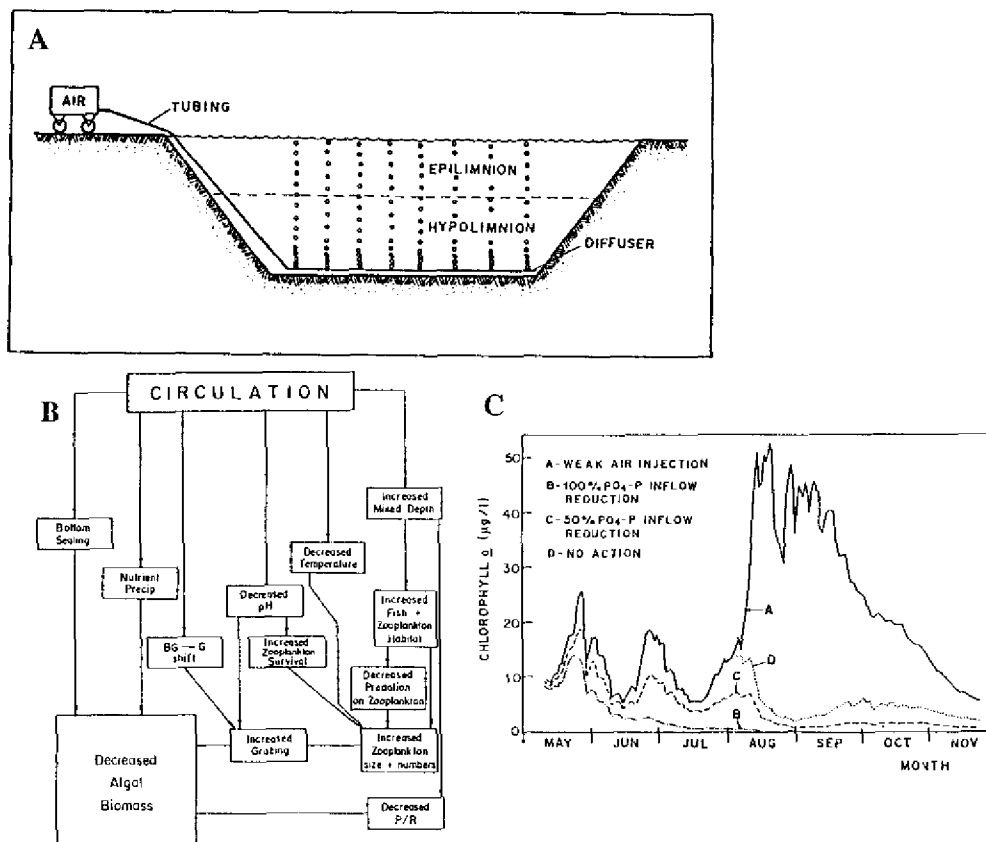 A
AIR
TUBING
EPILIMNION
HYPOLIMNION
DIFFUSER
B
CIRCULATION
Bottom
Sealing
Nutrient
Precip
BG → G
shift
Decreased
pH
Increased Zooplankton
Survival
Decreased
Temperature
Increased
Mixed Depth
Increased
Fish +
Zooplankton
Habitat
Decreased
Predation
on Zooplankton
Decreased
Algal
Biomass
Increased
Grazing
Increased
Zooplankton
size + numbers
Decreased
P/R
C
CHLOROPHYLL a (µg/l)
50
40
30
20
10
0
A-WEAK AIR INJECTION
B-100% PO4-P INFLOW
REDUCTION
C-50% PO4-P INFLOW
REDUCTION
D-NO ACTION
A
D
C
B
MAY JUN JUL AUG SEP OCT NOV
MONTH